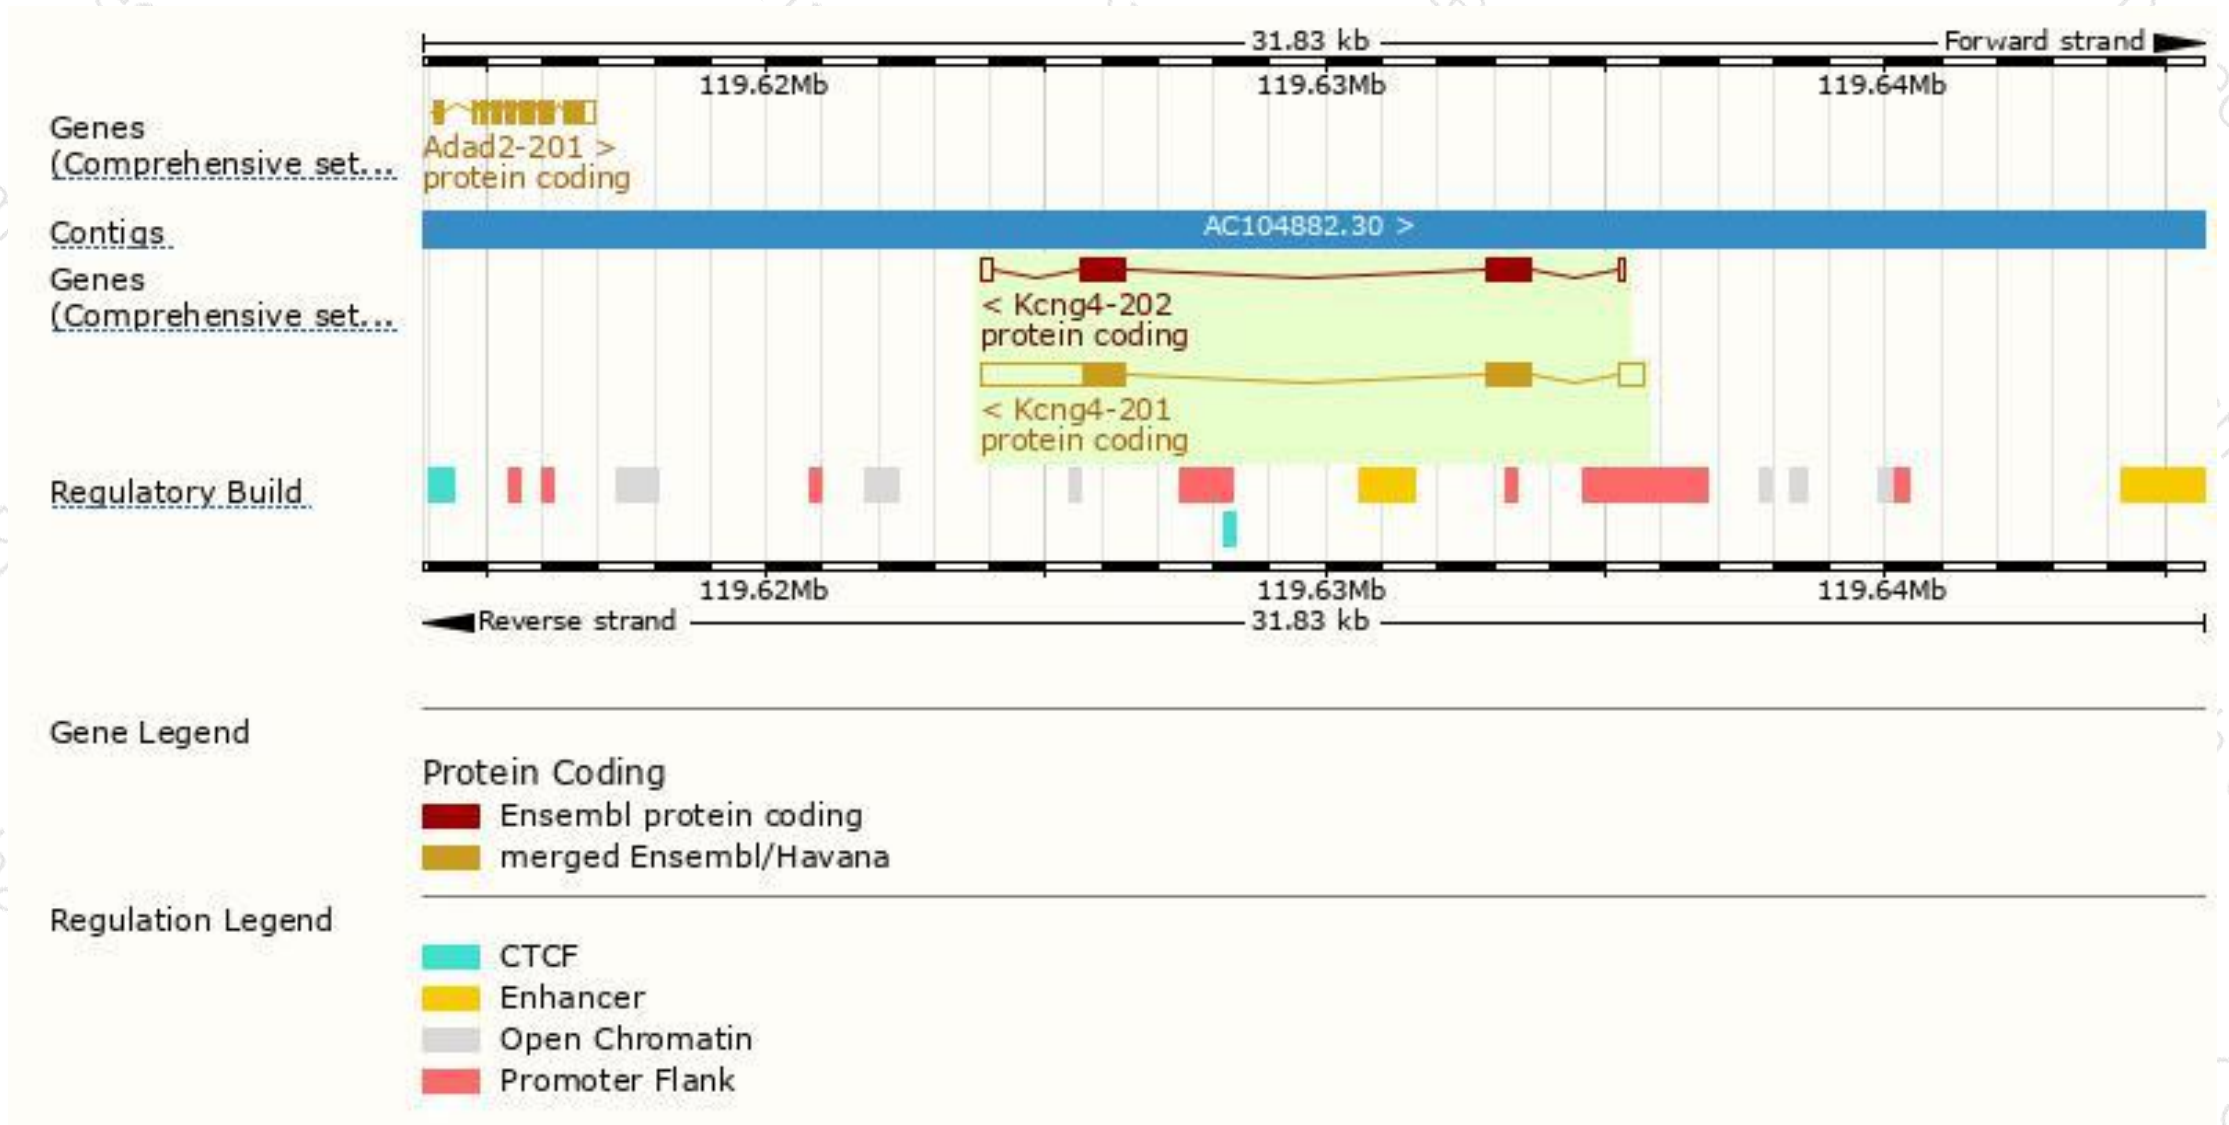 31.83 kb
Forward strand
119.62Mb
119.63Mb
119.64Mb
Genes
(Comprehensive set...
Adad2-201 >
protein coding
Contigs
AC104882.30 >
Genes
(Comprehensive set...
< Kcng4-202
protein coding
< Kcng4-201
protein coding
Regulatory Build
119.62Mb
119.63Mb
119.64Mb
Reverse strand
31.83 kb
Gene Legend
Protein Coding
Ensembl protein coding
merged Ensembl/Havana
Regulation Legend
CTCF
Enhancer
Open Chromatin
Promoter Flank